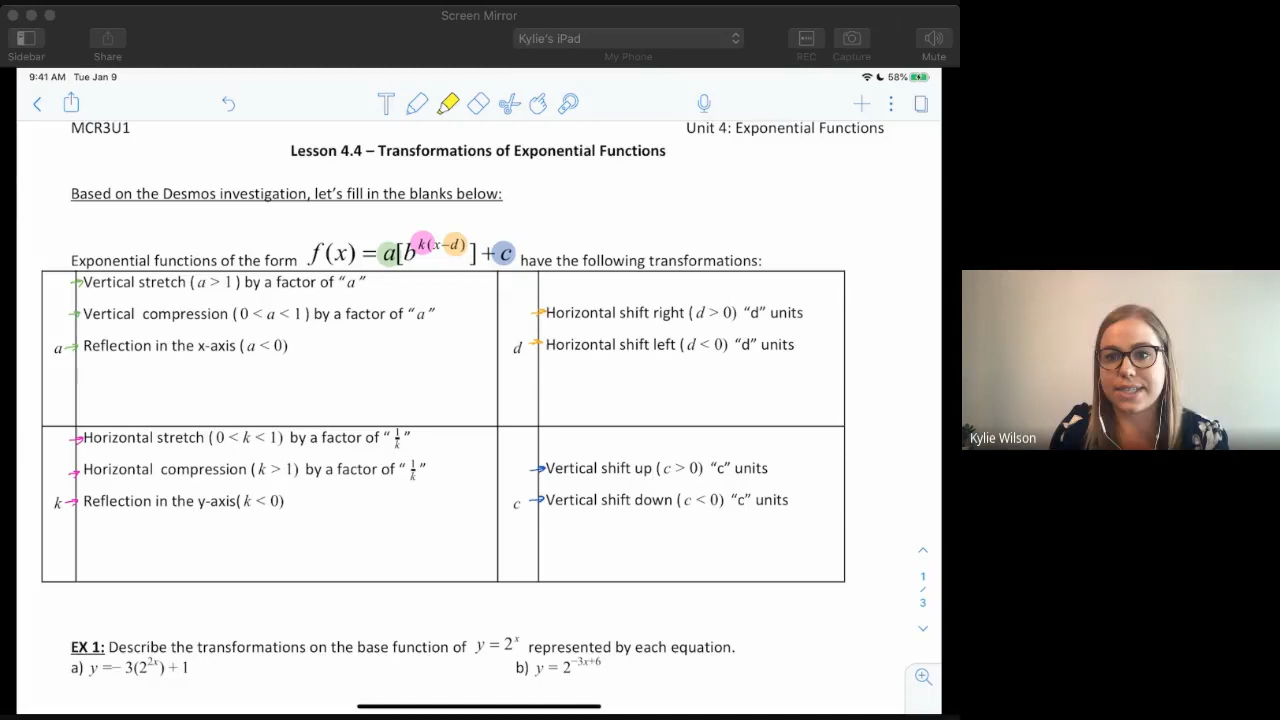 Screen Mirror
Kylie's iPad
Sidebar
Share
My Phone
REC
Capture
Mute
9:41 AM Tue Jan 9
58%
MCR3U1
Unit 4: Exponential Functions
Lesson 4.4 – Transformations of Exponential Functions
Based on the Desmos investigation, let's fill in the blanks below:
Exponential functions of the form f(x) = a[b^{k(x–d)}] + c have the following transformations:
Vertical stretch (a > 1) by a factor of "a"
Vertical compression (0 < a < 1) by a factor of "a"
a → Reflection in the x-axis (a < 0)
Horizontal shift right (d > 0) "d" units
d → Horizontal shift left (d < 0) "d" units
Horizontal stretch (0 < k < 1) by a factor of "1/k"
Horizontal compression (k > 1) by a factor of "1/k"
k → Reflection in the y-axis (k < 0)
Vertical shift up (c > 0) "c" units
c → Vertical shift down (c < 0) "c" units
1
/
3
EX 1: Describe the transformations on the base function of y = 2^x represented by each equation.
a) y = – 3(2^{2x}) + 1
b) y = 2^{–3x+6}
Kylie Wilson